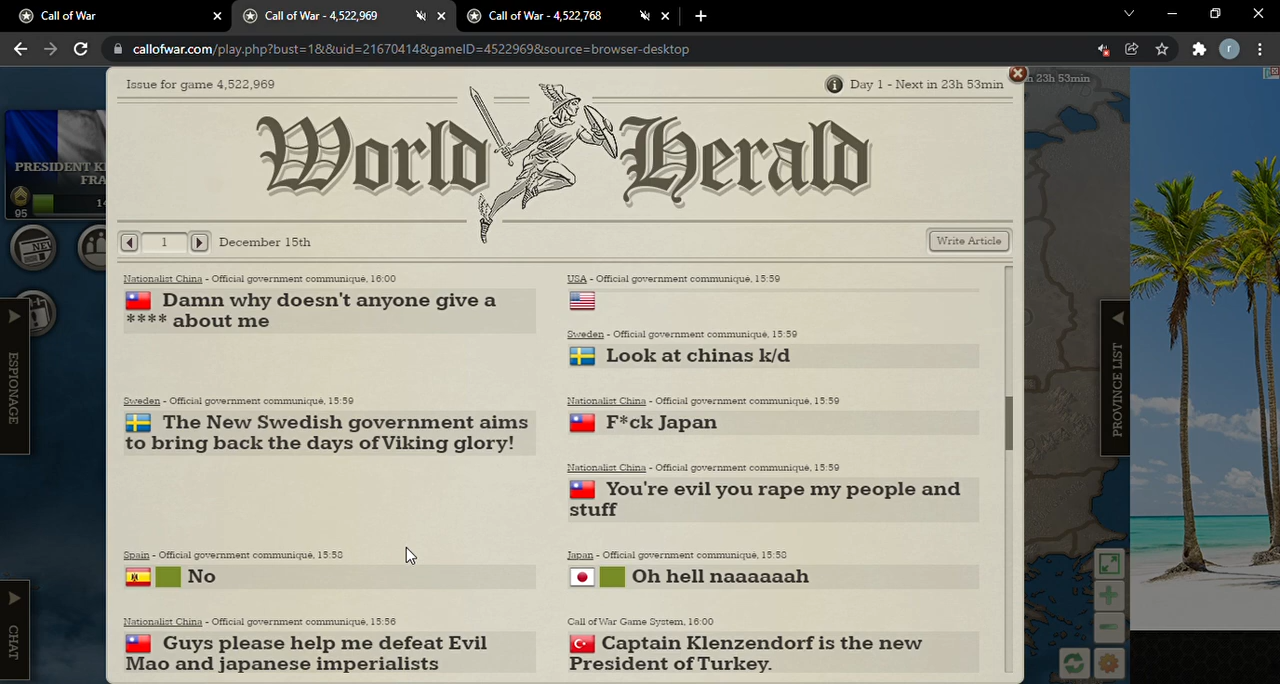 Call of War
Call of War - 4,522,969
Call of War - 4,522,768
callofwar.com/play.php?bust=1&&uid=21670414&gameID=4522969&source=browser-desktop
r
Issue for game 4,522,969
Day 1 - Next in 23h 53min
n 23h 53min
World Herald
PRESIDENT K
FRA
95
14
NEW
1
December 15th
Write Article
Nationalist China - Official government communiqué, 16:00
Damn why doesn't anyone give a
**** about me
USA - Official government communiqué, 15:59
Sweden - Official government communiqué, 15:59
Look at chinas k/d
Sweden - Official government communiqué, 15:59
The New Swedish government aims
to bring back the days of Viking glory!
Nationalist China - Official government communiqué, 15:59
F*ck Japan
Nationalist China - Official government communiqué, 15:59
You're evil you rape my people and
stuff
Spain - Official government communiqué, 15:58
No
Japan - Official government communiqué, 15:58
Oh hell naaaaaah
Nationalist China - Official government communiqué, 15:56
Guys please help me defeat Evil
Mao and japanese imperialists
Call of War Game System, 16:00
Captain Klenzendorf is the new
President of Turkey.
ESPIONAGE
CHAT
PROVINCE LIST